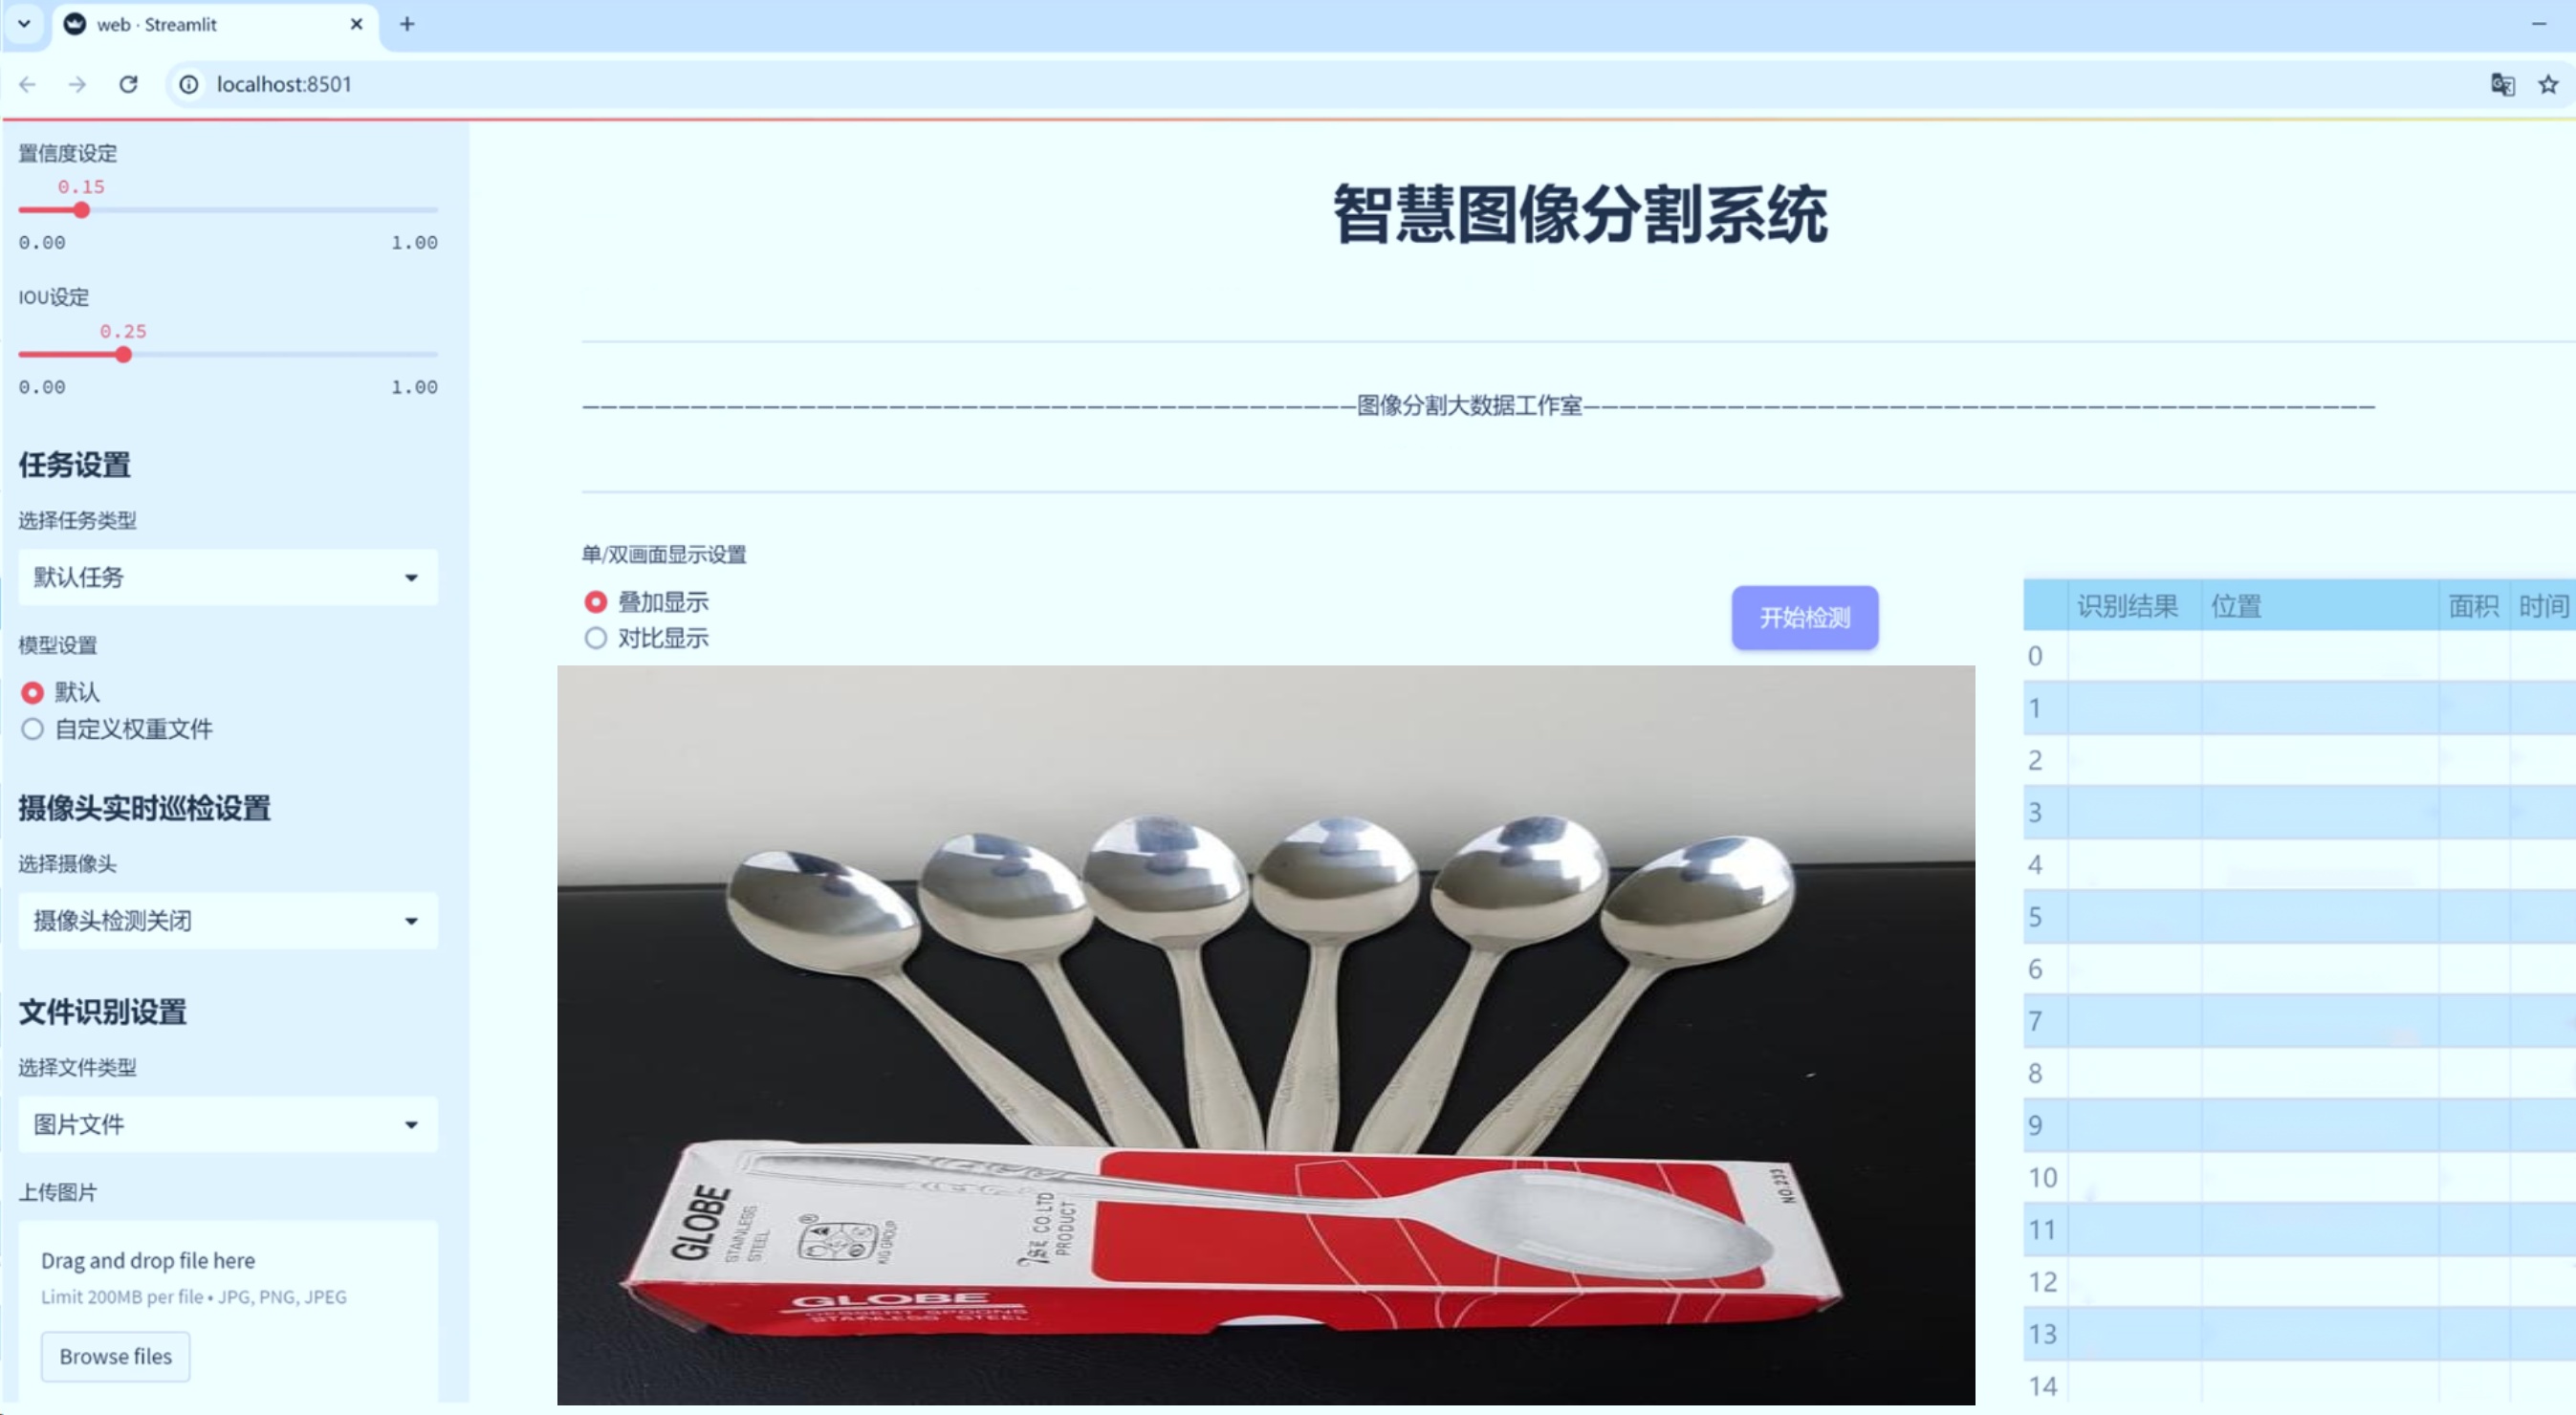 web · Streamlit
localhost:8501
置信度设定
0.15
0.00 1.00
IOU设定
0.25
0.00 1.00
任务设置
选择任务类型
默认任务
模型设置
默认
自定义权重文件
摄像头实时巡检设置
选择摄像头
摄像头检测关闭
文件识别设置
选择文件类型
图片文件
上传图片
Drag and drop file here
Limit 200MB per file • JPG, PNG, JPEG
Browse files
智慧图像分割系统
图像分割大数据工作室
单/双画面显示设置
叠加显示
对比显示
开始检测
GLOBE
STAINLESS
STEEL
KIG GROUP
CO.LTD
PRODUCT
NO.233
GLOBE
DESSERT SPOONS
STAINLESS STEEL
识别结果 位置 面积 时间
0
1
2
3
4
5
6
7
8
9
10
11
12
13
14